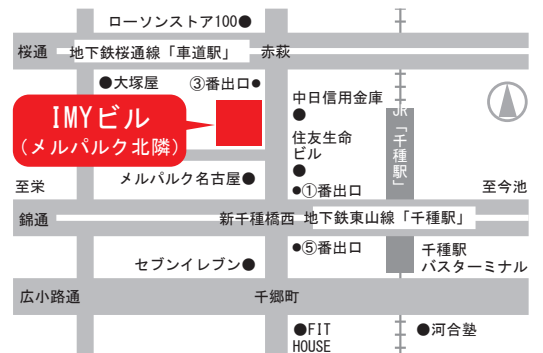 ローソンストア100●
桜通
地下鉄桜通線「車道駅」
赤萩
●大塚屋
③番出口●
IMYビル
(メルパルク北隣)
中日信用金庫
●
住友生命
ビル
●
JR「千種駅」
メルパルク名古屋●
●①番出口
至栄
至今池
錦通
新千種橋西
地下鉄東山線「千種駅」
●⑤番出口
千種駅
バスターミナル
セブンイレブン●
広小路通
千郷町
●FIT
HOUSE
●河合塾